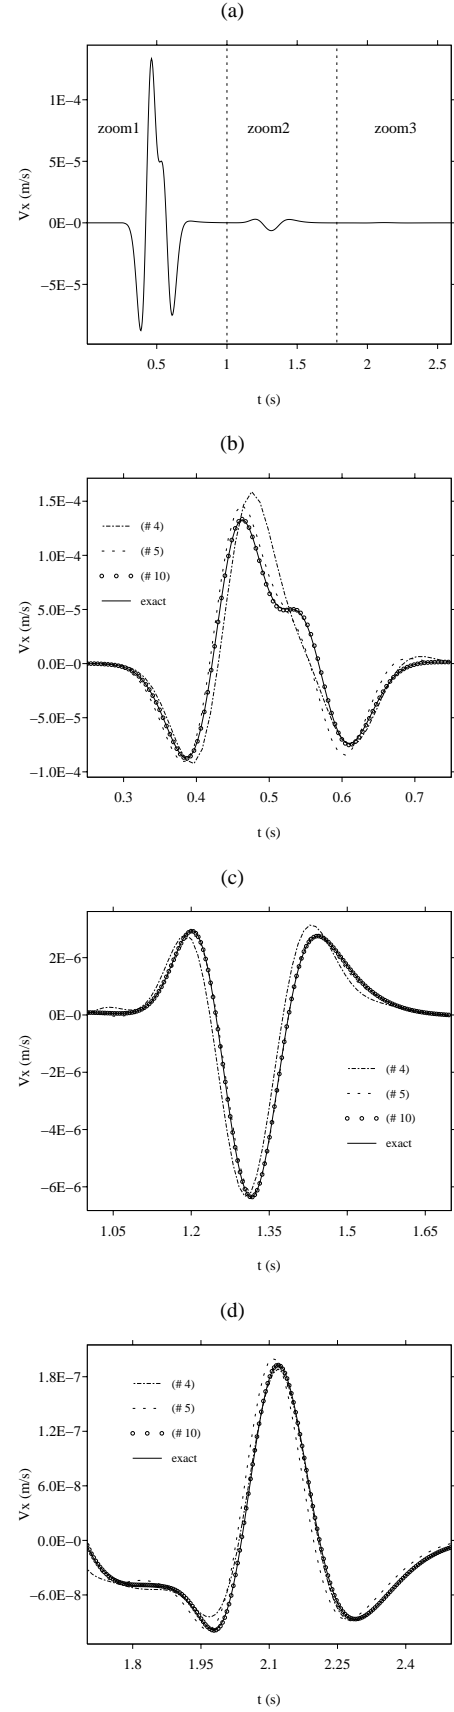 (a)
1E−4
5E−5
0E−0
−5E−5
Vx (m/s)
zoom1 zoom2 zoom3
0.5 1 1.5 2 2.5
t (s)
(b)
1.5E−4
1.0E−4
5.0E−5
0.0E−0
−5.0E−5
−1.0E−4
Vx (m/s)
(# 4)
(# 5)
(# 10)
exact
0.3 0.4 0.5 0.6 0.7
t (s)
(c)
2E−6
0E−0
−2E−6
−4E−6
−6E−6
Vx (m/s)
(# 4)
(# 5)
(# 10)
exact
1.05 1.2 1.35 1.5 1.65
t (s)
(d)
1.8E−7
1.2E−7
6.0E−8
0.0E−0
−6.0E−8
Vx (m/s)
(# 4)
(# 5)
(# 10)
exact
1.8 1.95 2.1 2.25 2.4
t (s)